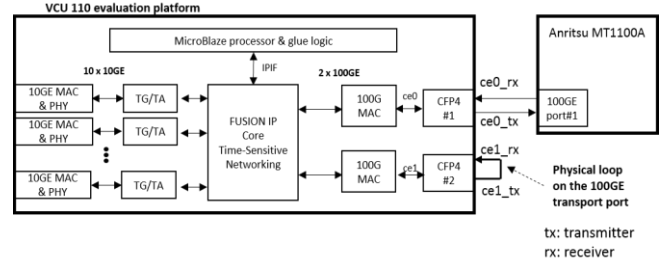 VCU 110 evaluation platform
MicroBlaze processor & glue logic
IPIF
10 x 10GE
2 x 100GE
10GE MAC
& PHY
TG/TA
10GE MAC
& PHY
TG/TA
10GE MAC
& PHY
TG/TA
FUSION IP
Core
Time-Sensitive
Networking
100G
MAC
ce0
CFP4
#1
100G
MAC
ce1
CFP4
#2
ce0_rx
ce0_tx
ce1_rx
ce1_tx
Anritsu MT1100A
100GE
port#1
Physical loop
on the 100GE
transport port
tx: transmitter
rx: receiver